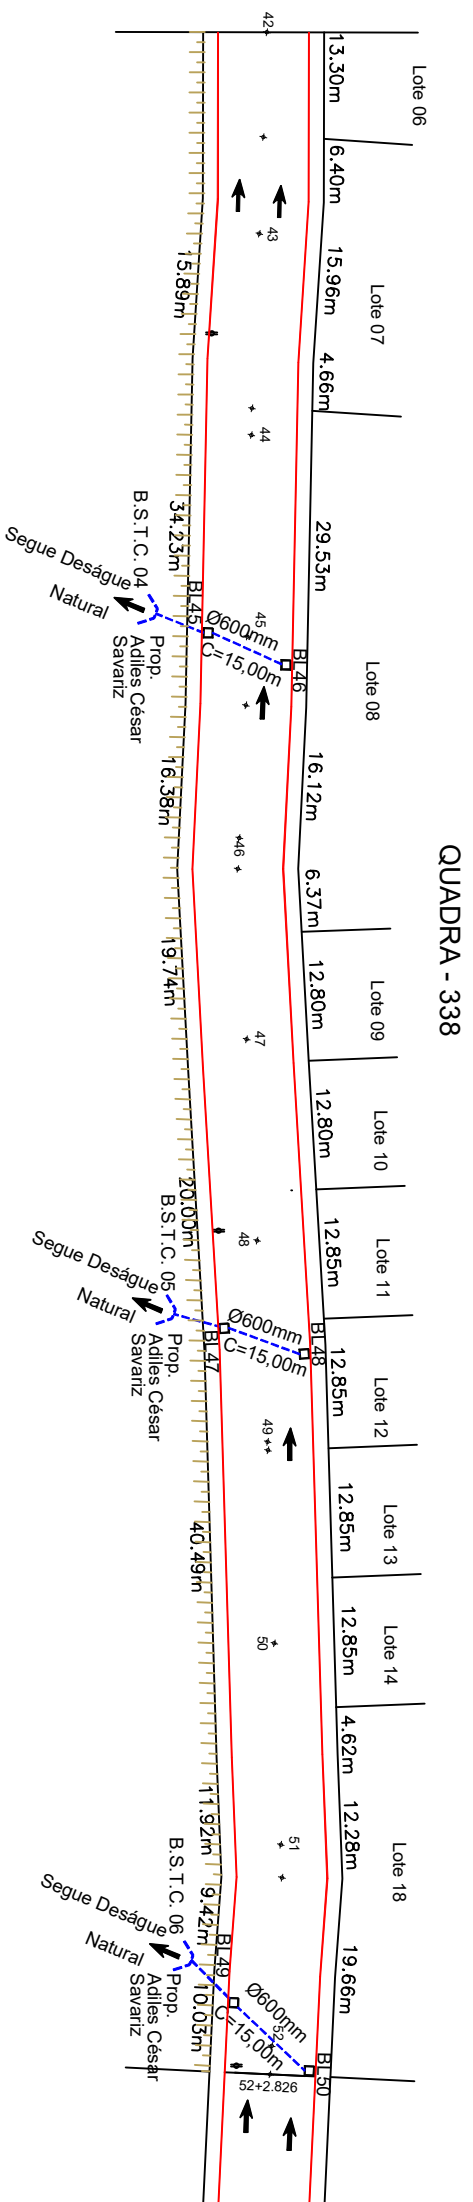 42
13.30m
Lote 06
6.40m
43
15.96m
Lote 07
15.89m
4.66m
44
29.53m
34.23m
B.S.T.C. 04
Segue Deságue
Natural
BL45
Ø600mm
C=15,00m
45
BL46
Prop.
Adiles César
Savariz
Lote 08
16.12m
16.38m
46
6.37m
QUADRA - 338
19.74m
12.80m
Lote 09
47
12.80m
Lote 10
20.00m
B.S.T.C. 05
Segue Deságue
Natural
48
12.85m
Lote 11
Ø600mm
C=15,00m
BL47
BL48
Prop.
Adiles César
Savariz
12.85m
Lote 12
49
12.85m
Lote 13
40.49m
12.85m
Lote 14
50
4.62m
12.28m
11.92m
51
Lote 18
B.S.T.C. 06
Segue Deságue
Natural
9.42m
BL49
19.66m
Ø600mm
C=15,00m
52
BL50
10.03m
Prop.
Adiles César
Savariz
52+2.826